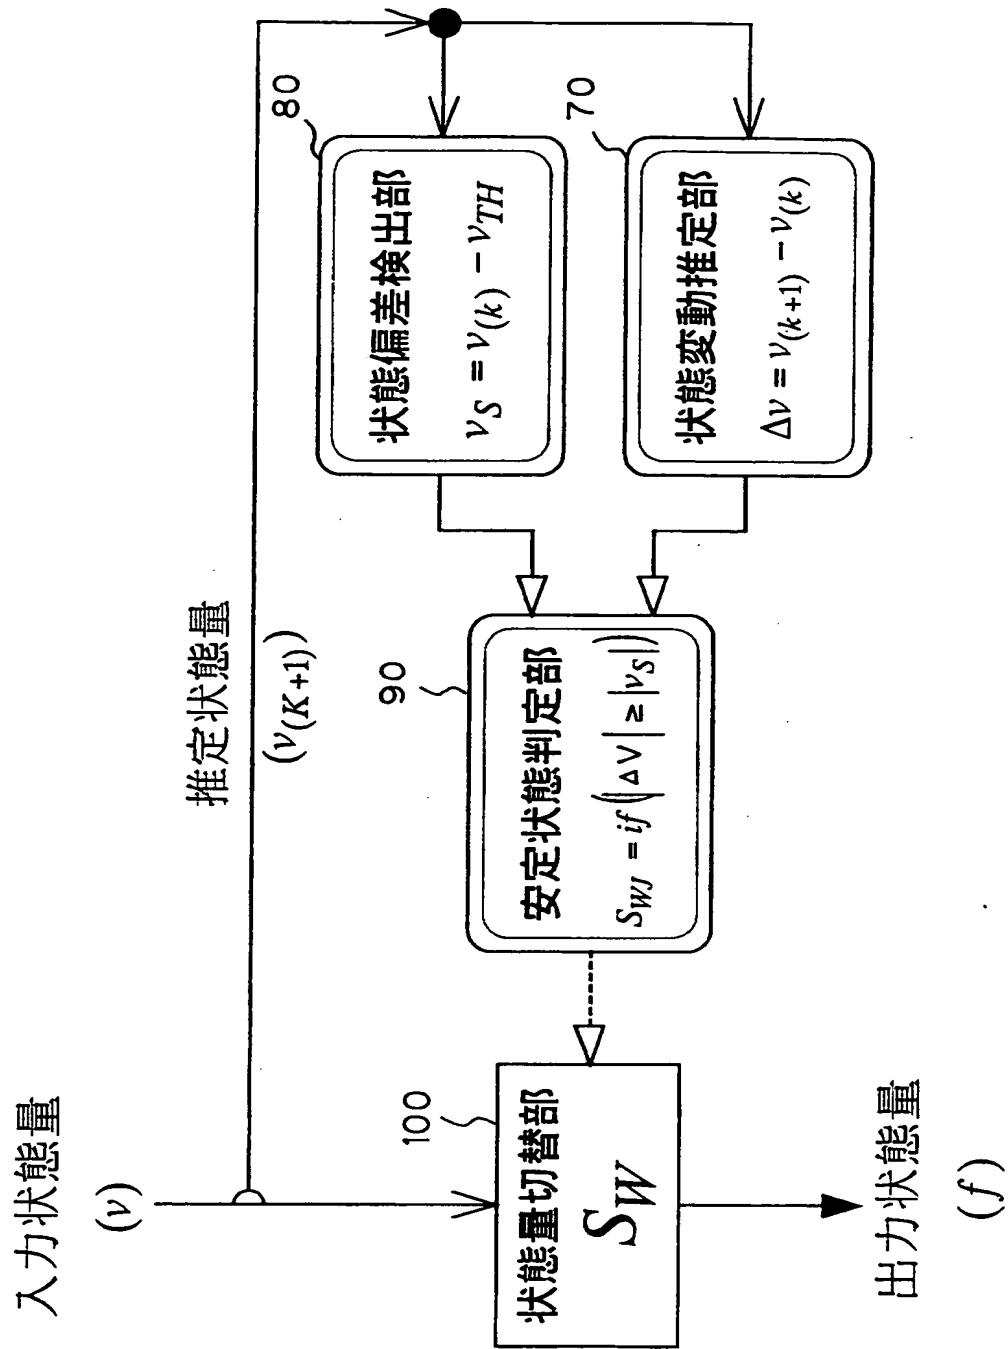 入力状態量
(ν)
推定状態量
(ν(K+1))
100
状態量切替部
SW
90
安定状態判定部
SWJ = if(|ΔV| ≥ |νS|)
80
状態偏差検出部
νS = ν(k) − νTH
70
状態変動推定部
Δν = ν(k+1) − ν(k)
出力状態量
(f)